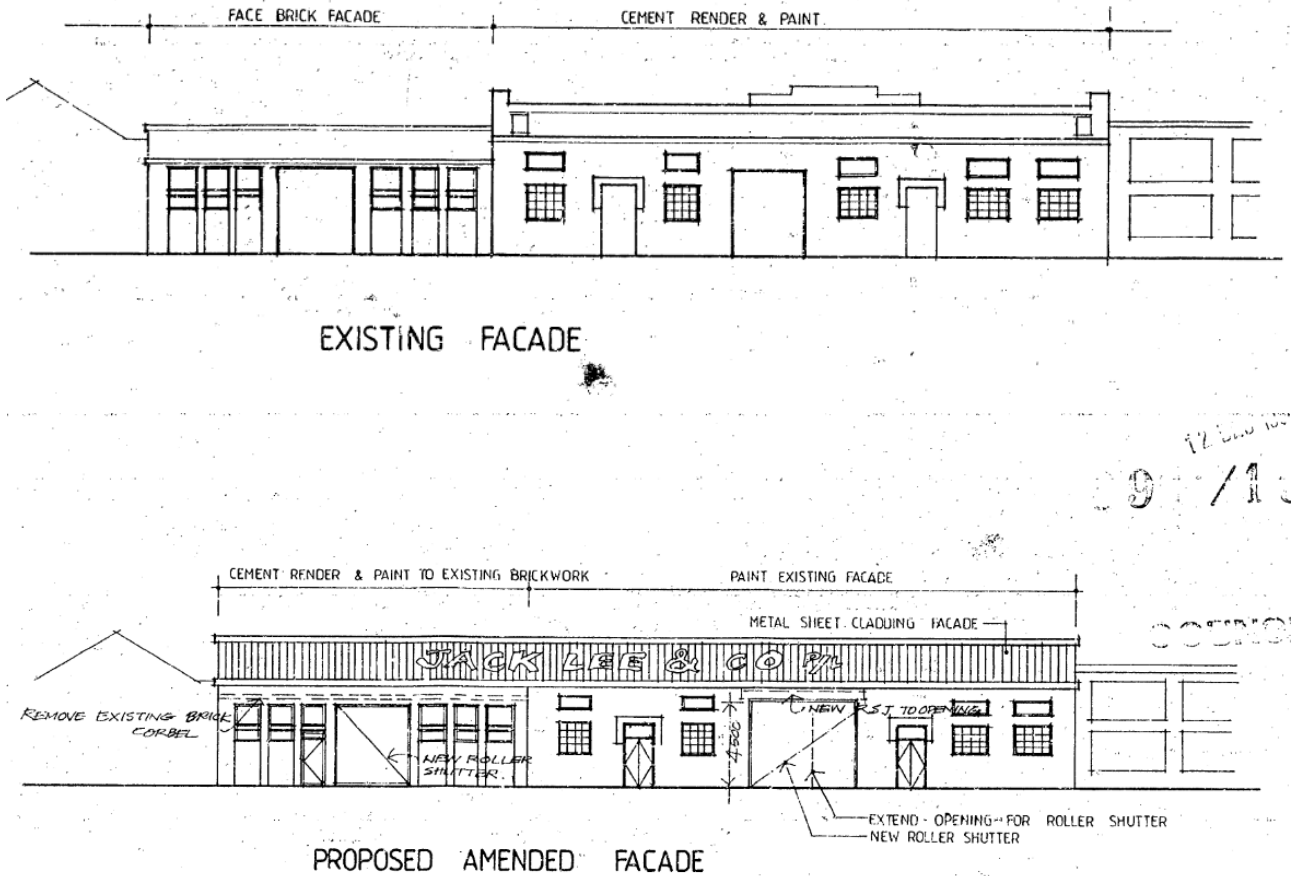 FACE BRICK FACADE
CEMENT RENDER & PAINT
EXISTING FACADE
CEMENT RENDER & PAINT TO EXISTING BRICKWORK
PAINT EXISTING FACADE
METAL SHEET CLADDING FACADE
JACK LEE & CO P/L
REMOVE EXISTING BRICK
CORBEL
NEW R.S.J. TO OPENING
4500
NEW ROLLER
SHUTTER
EXTEND OPENING FOR ROLLER SHUTTER
NEW ROLLER SHUTTER
PROPOSED AMENDED FACADE